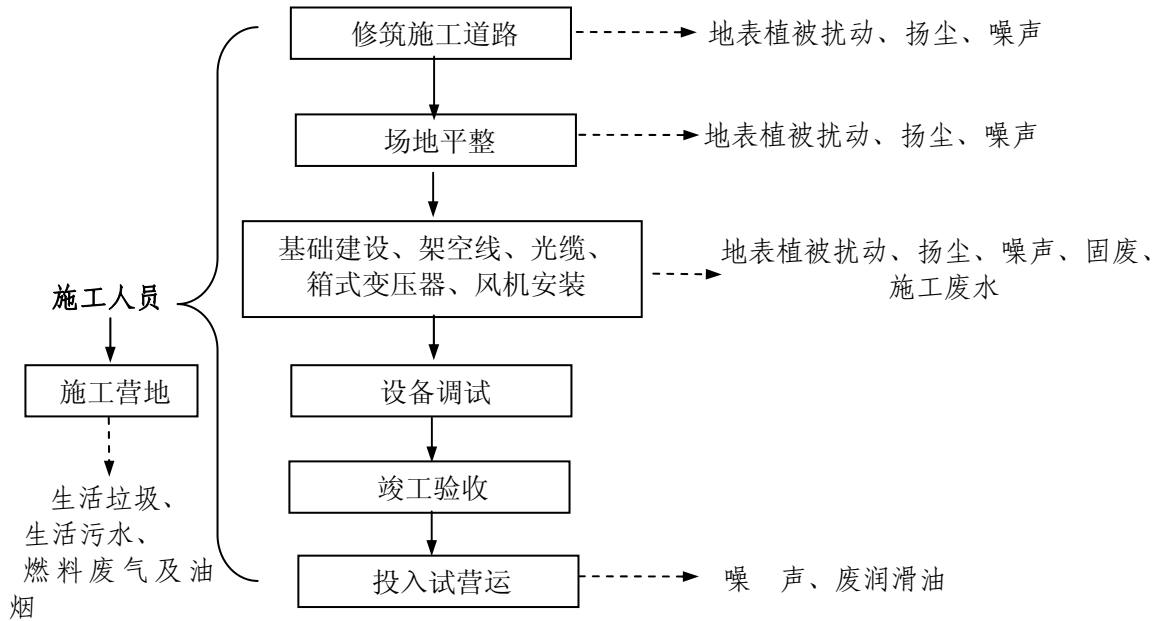 修筑施工道路
地表植被扰动、扬尘、噪声
场地平整
地表植被扰动、扬尘、噪声
基础建设、架空线、光缆、
箱式变压器、风机安装
地表植被扰动、扬尘、噪声、固废、
施工废水
施工人员
施工营地
设备调试
竣工验收
生活垃圾、
生活污水、
燃料废气及油
烟
投入试营运
噪 声、废润滑油